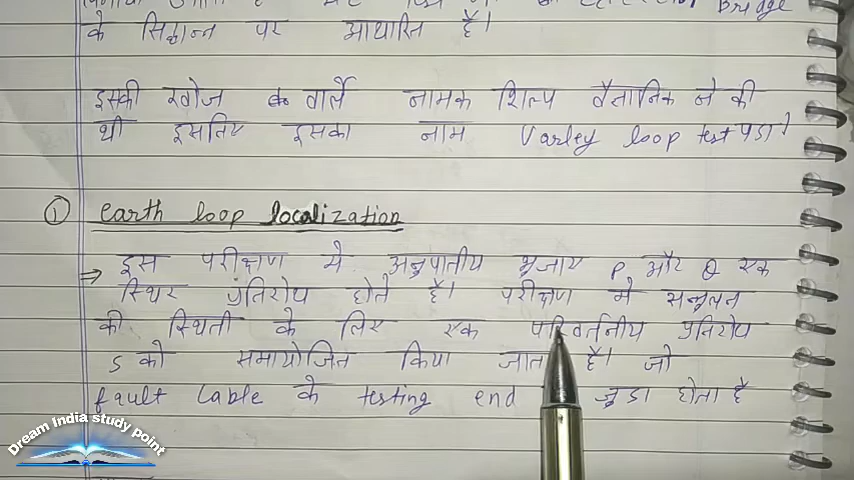 Bridge
के सिद्धान्त पर आधारित है।
इसकी खोज वार्ले नामक शिल्प वैज्ञानिक ने की
थी इसलिए इसका नाम Varley loop test पडा।
① earth loop localization
⇒ इस परीक्षण मे अनुपातीय भुजाए P और Q एक
स्थिर प्रतिरोध होते है। परीक्षण मे सन्तुलन
की स्थिती के लिए एक परिवर्तनीय प्रतिरोध
S को समायोजित किया जाता है। जो
fault cable के testing end जुडा होता है
Dream India study point